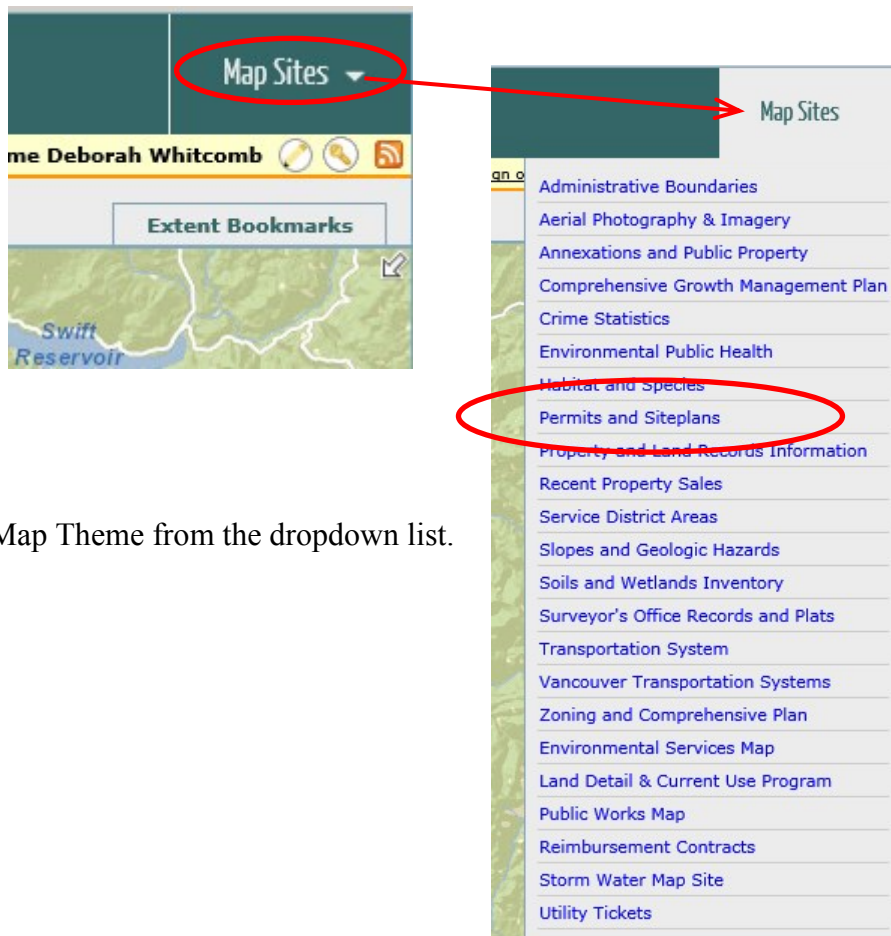 Map Sites
me Deborah Whitcomb
Extent Bookmarks
Swift
Reservoir
Map Theme from the dropdown list.
Map Sites
gn o
Administrative Boundaries
Aerial Photography & Imagery
Annexations and Public Property
Comprehensive Growth Management Plan
Crime Statistics
Environmental Public Health
Habitat and Species
Permits and Siteplans
Property and Land Records Information
Recent Property Sales
Service District Areas
Slopes and Geologic Hazards
Soils and Wetlands Inventory
Surveyor's Office Records and Plats
Transportation System
Vancouver Transportation Systems
Zoning and Comprehensive Plan
Environmental Services Map
Land Detail & Current Use Program
Public Works Map
Reimbursement Contracts
Storm Water Map Site
Utility Tickets